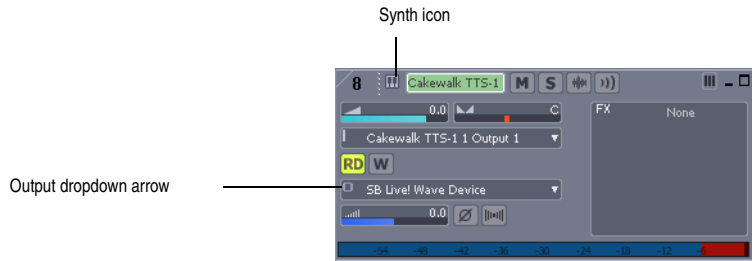 Synth icon
8 Cakewalk TTS-1 M S
0.0 C FX None
Cakewalk TTS-1 1 Output 1
RD W
Output dropdown arrow
SB Live! Wave Device
0.0
-54 -48 -42 -36 -30 -24 -18 -12 -6